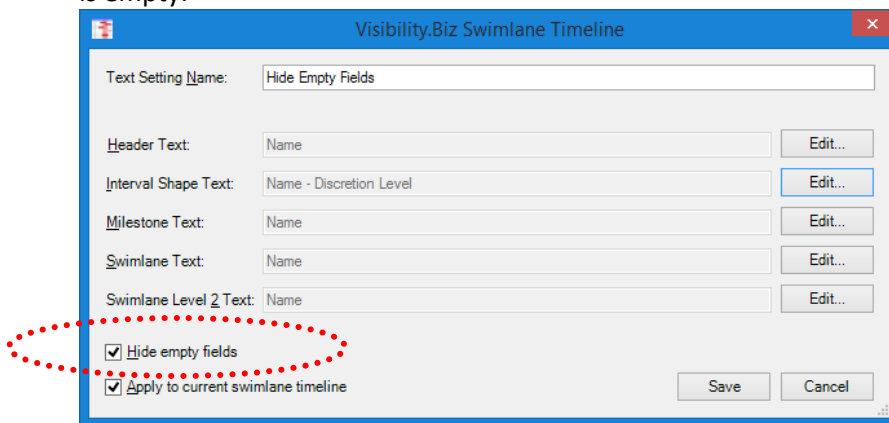 is empty.
Visibility.Biz Swimlane Timeline
Text Setting Name: Hide Empty Fields
Header Text: Name Edit...
Interval Shape Text: Name - Discretion Level Edit...
Milestone Text: Name Edit...
Swimlane Text: Name Edit...
Swimlane Level 2 Text: Name Edit...
Hide empty fields
Apply to current swimlane timeline Save Cancel